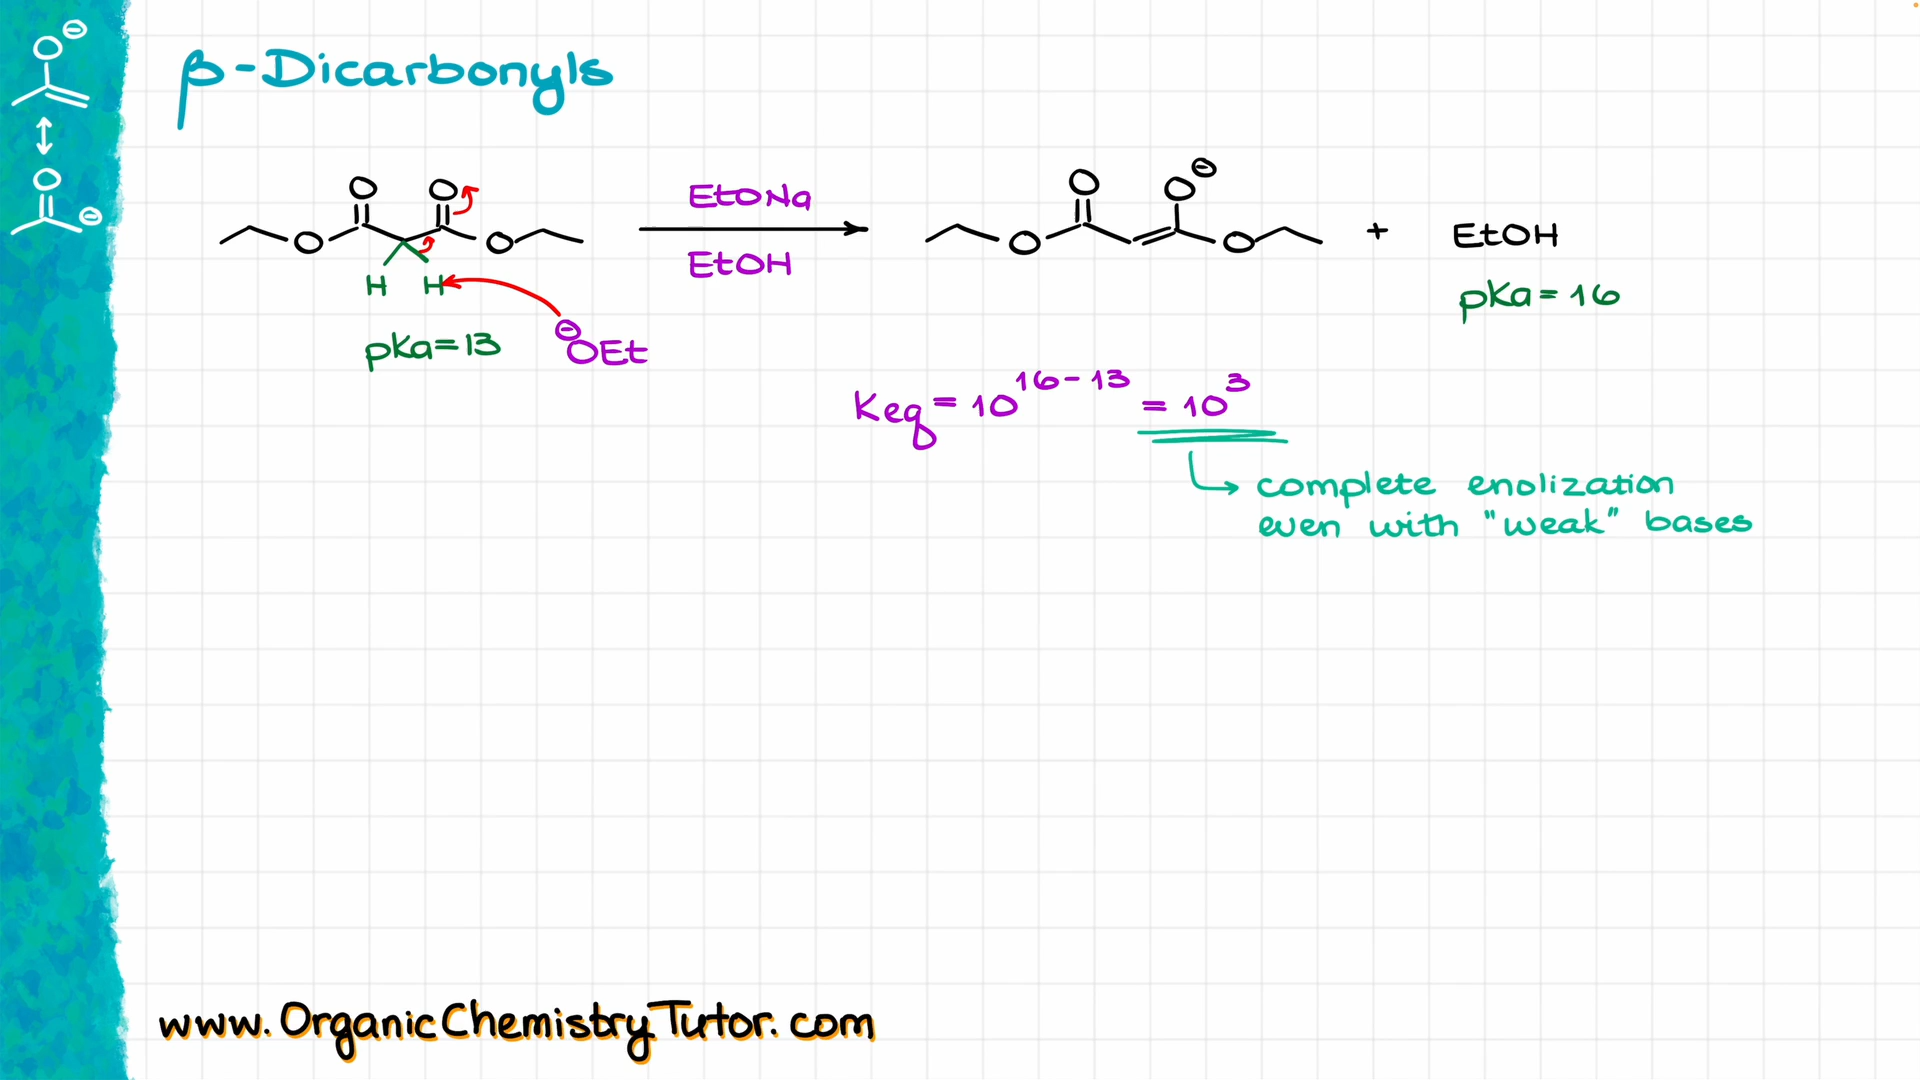 β-Dicarbonyls
O⊖
O
⊖
O O
O O
H H
pKa=13
⊖OEt
EtONa
EtOH
O O⊖
O O
+ EtOH
pKa=16
Keq = 10^16-13 = 10^3
complete enolization
even with "weak" bases
www.OrganicChemistryTutor.com